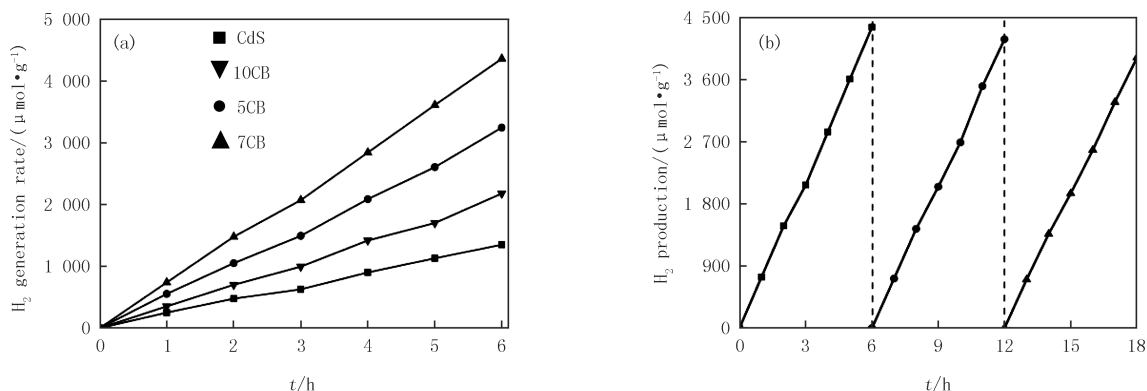 (a)
CdS
10CB
5CB
7CB
5 000
4 000
3 000
2 000
1 000
0
H₂ generation rate/(μmol•g⁻¹)
0 1 2 3 4 5 6
t/h
(b)
4 500
3 600
2 700
1 800
900
0
H₂ production/(μmol•g⁻¹)
0 3 6 9 12 15 18
t/h